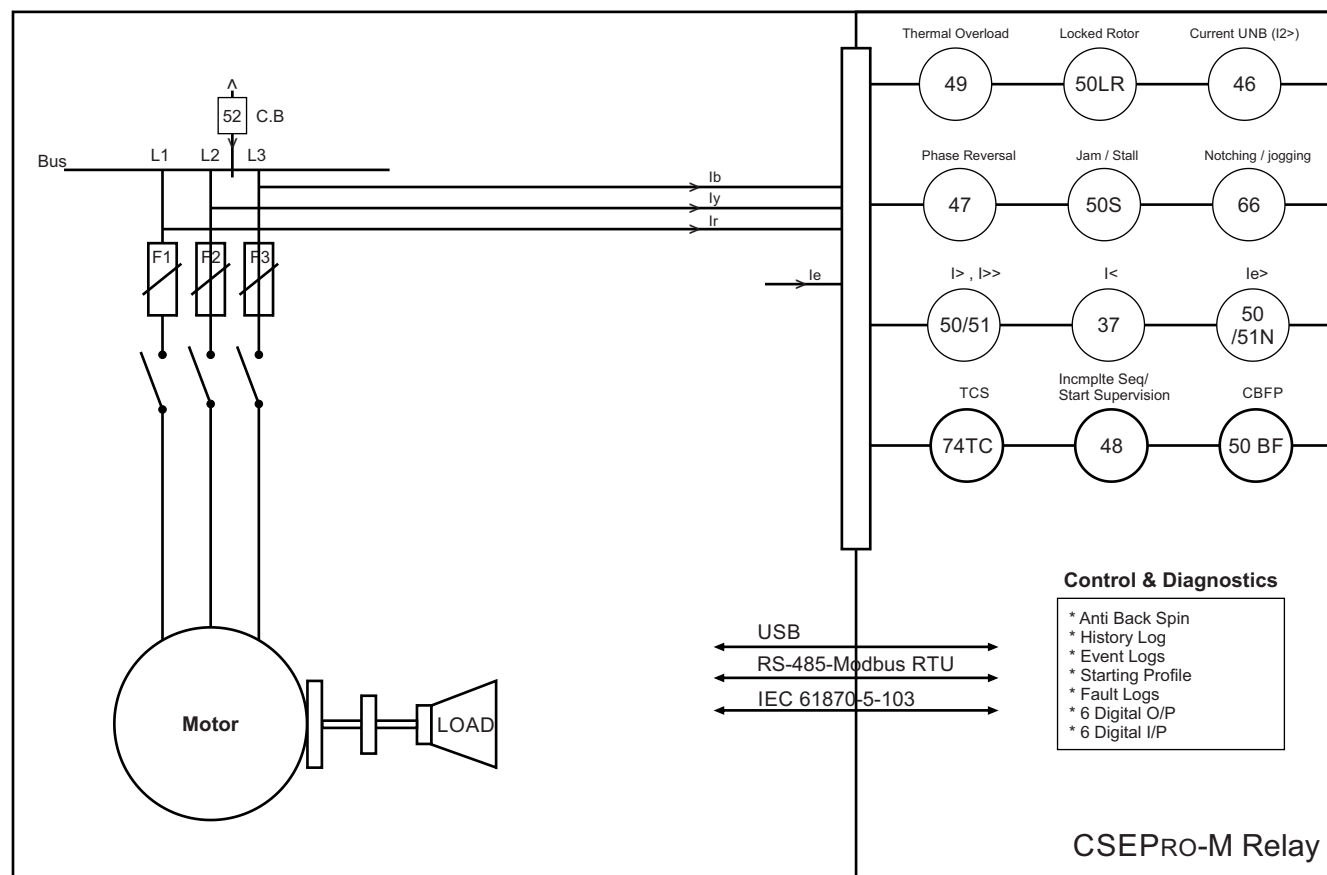 Thermal Overload
Locked Rotor
Current UNB (I2>)
49
50LR
46
52
C.B
Bus
L1
L2
L3
Phase Reversal
Jam / Stall
Notching / jogging
47
50S
66
Ib
Iy
Ir
F1
F2
F3
Ie
I> , I>>
I<
Ie>
50/51
37
50
/51N
TCS
Incmplte Seq/
Start Supervision
CBFP
74TC
48
50 BF
Control & Diagnostics
* Anti Back Spin
* History Log
* Event Logs
* Starting Profile
* Fault Logs
* 6 Digital O/P
* 6 Digital I/P
USB
RS-485-Modbus RTU
IEC 61870-5-103
Motor
LOAD
CSEPRO-M Relay